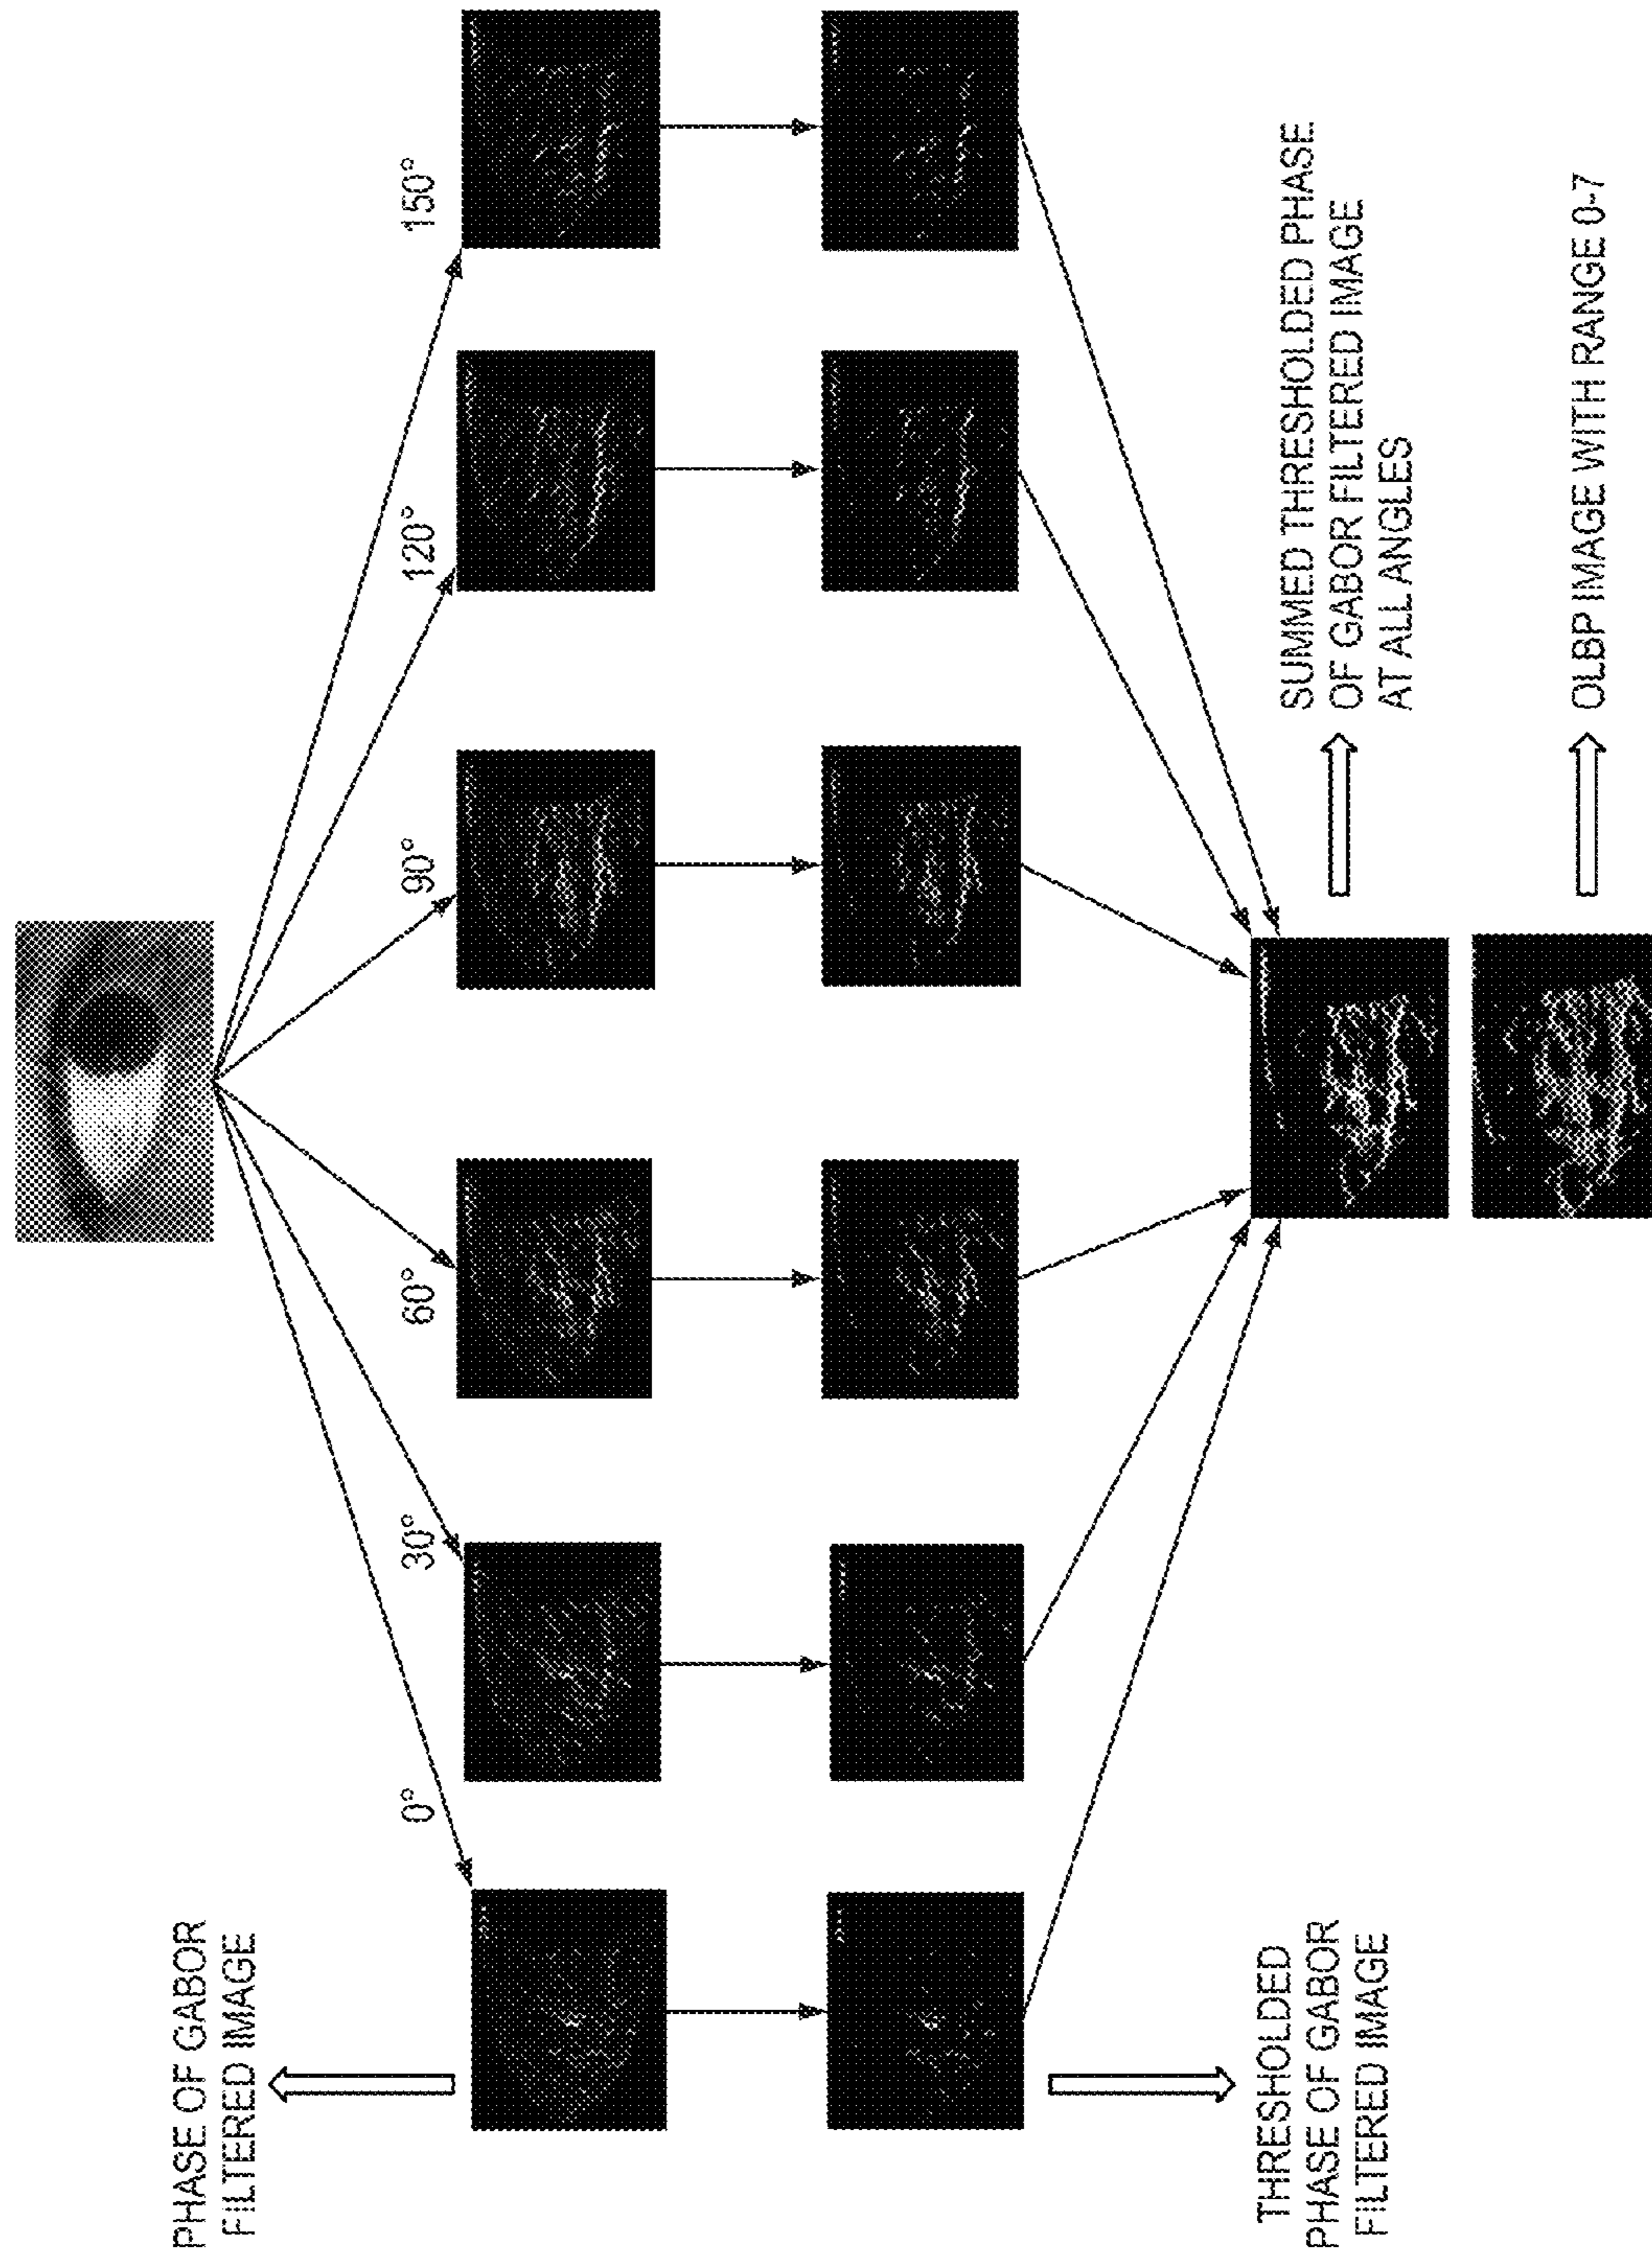 PHASE OF GABOR
FILTERED IMAGE
0°
30°
60°
90°
120°
150°
THRESHOLDED
PHASE OF GABOR
FILTERED IMAGE
SUMMED THRESHOLDED PHASE
OF GABOR FILTERED IMAGE
AT ALL ANGLES
OLBP IMAGE WITH RANGE 0-7